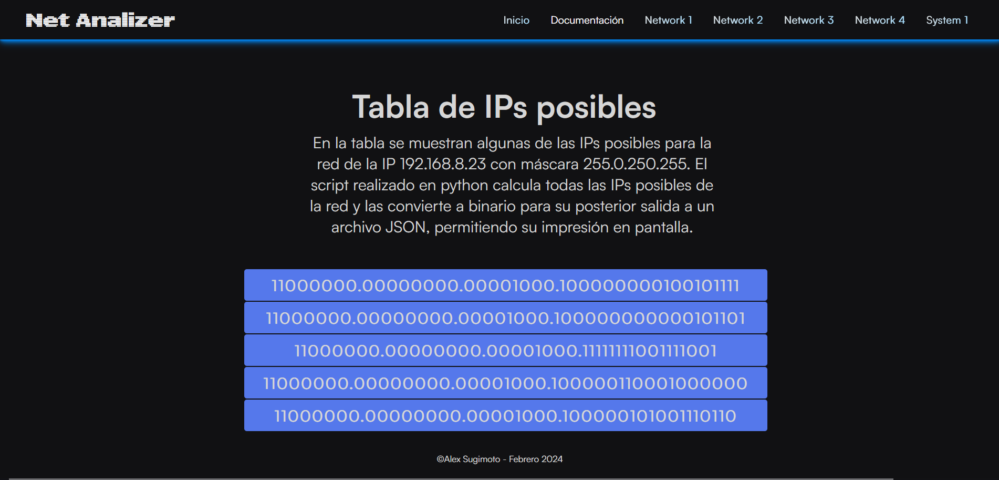 Net Analizer
Inicio Documentación Network 1 Network 2 Network 3 Network 4 System 1
Tabla de IPs posibles
En la tabla se muestran algunas de las IPs posibles para la
red de la IP 192.168.8.23 con máscara 255.0.250.255. El
script realizado en python calcula todas las IPs posibles de
la red y las convierte a binario para su posterior salida a un
archivo JSON, permitiendo su impresión en pantalla.
11000000.00000000.00001000.100000000100101111
11000000.00000000.00001000.100000000000101101
11000000.00000000.00001000.11111111001111001
11000000.00000000.00001000.100000110001000000
11000000.00000000.00001000.100000101001110110
©Alex Sugimoto - Febrero 2024